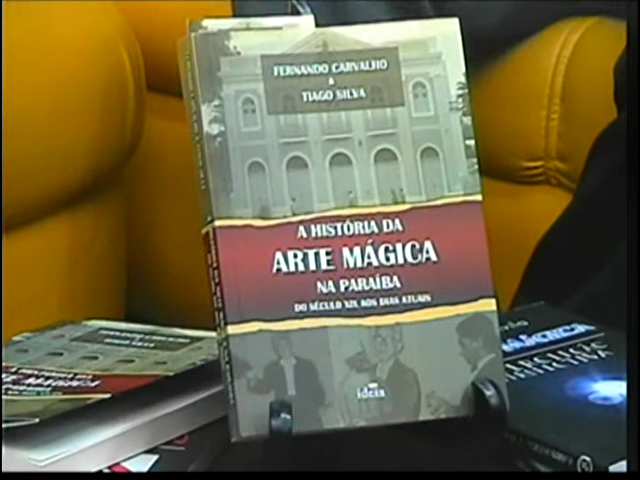 FERNANDO CARVALHO
&
TIAGO SILVA
A HISTÓRIA DA
ARTE MÁGICA
NA PARAÍBA
DO SÉCULO XIX AOS DIAS ATUAIS
ideia